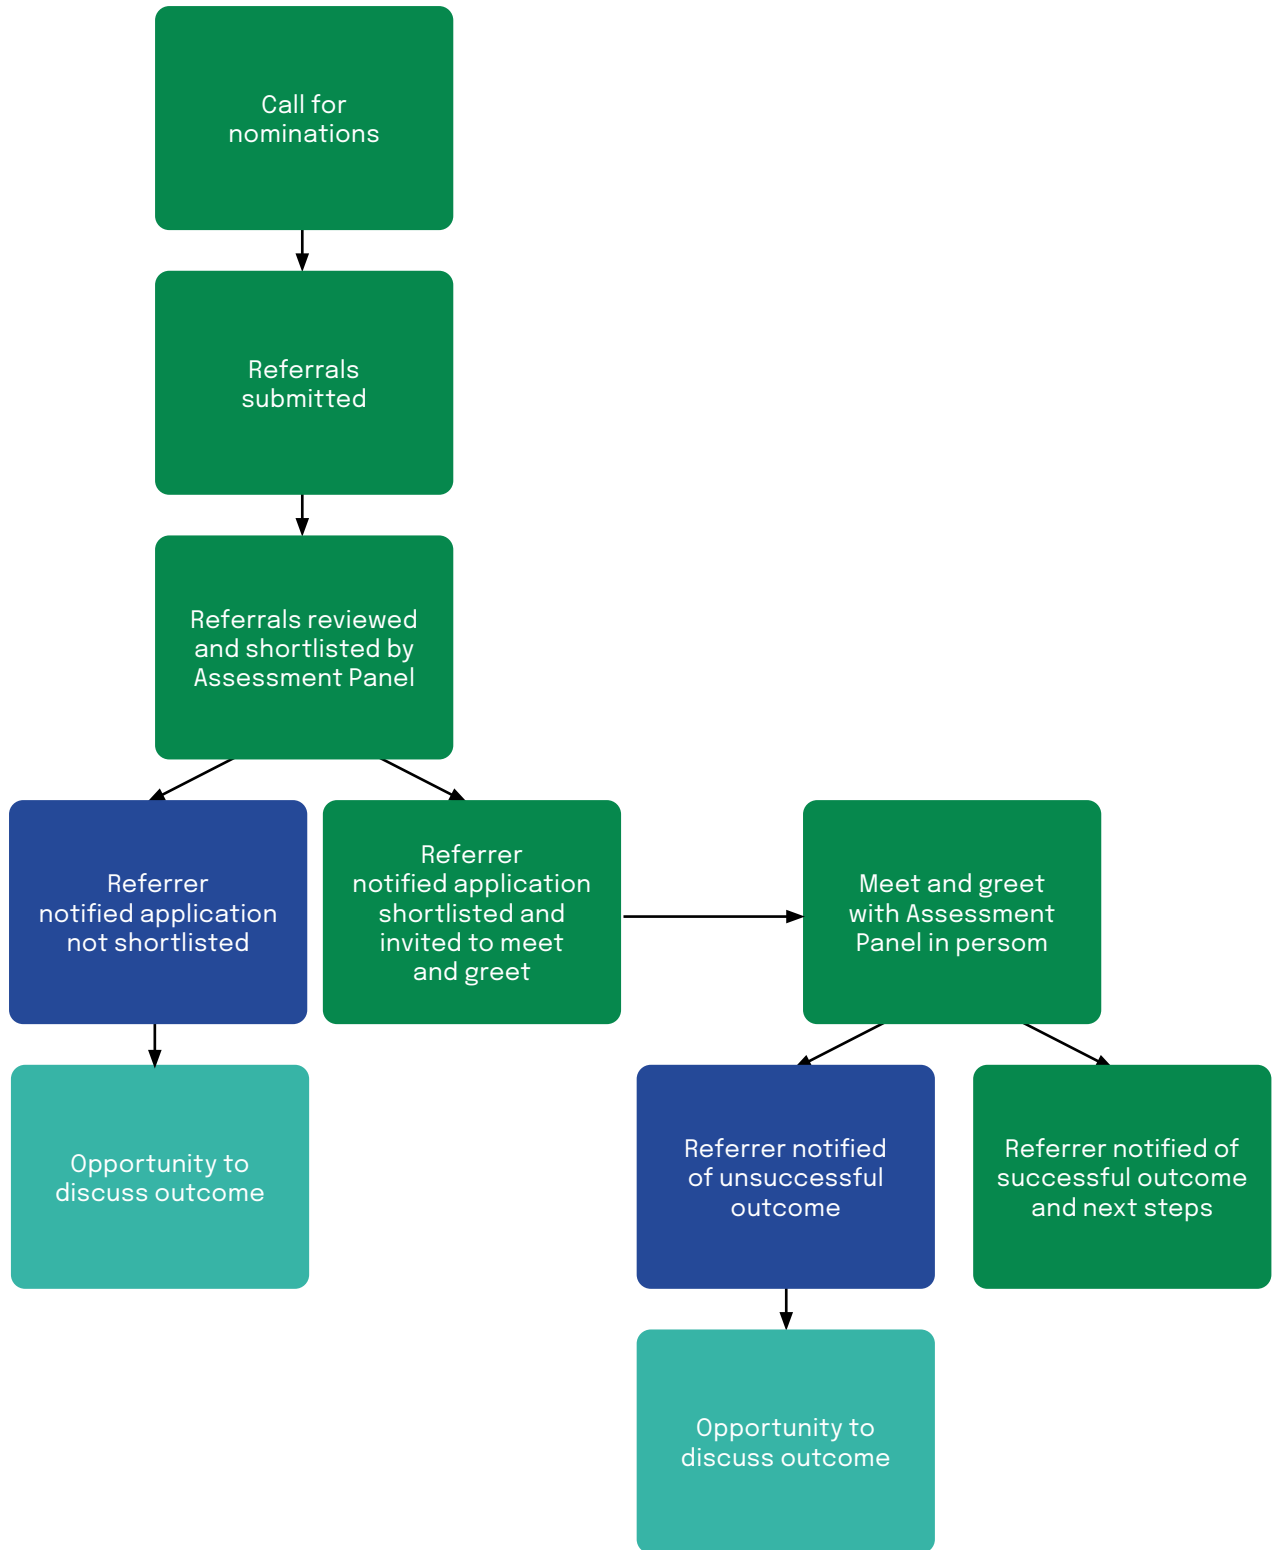 Call for
nominations
Referrals
submitted
Referrals reviewed
and shortlisted by
Assessment Panel
Referrer
notified application
not shortlisted
Referrer
notified application
shortlisted and
invited to meet
and greet
Meet and greet
with Assessment
Panel in persom
Opportunity to
discuss outcome
Referrer notified
of unsuccessful
outcome
Referrer notified of
successful outcome
and next steps
Opportunity to
discuss outcome